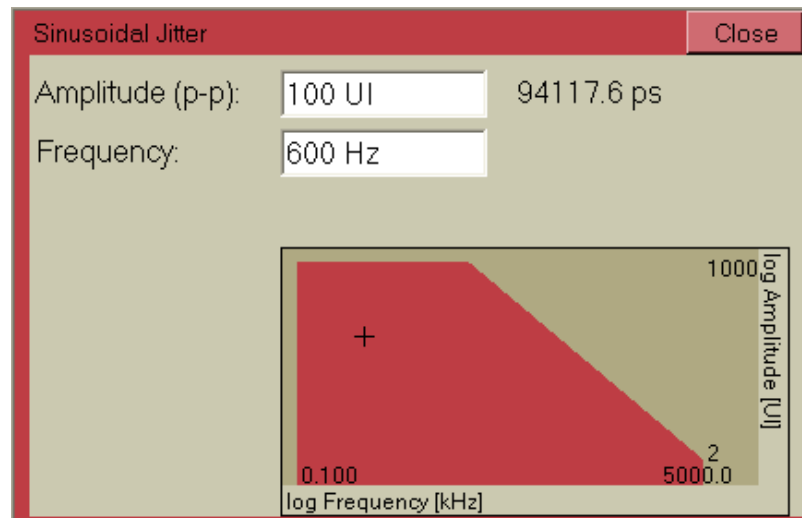 Sinusoidal Jitter Close
Amplitude (p-p): 100 UI 94117.6 ps
Frequency: 600 Hz
1000
log Amplitude [UI]
2
0.100 5000.0
log Frequency [kHz]